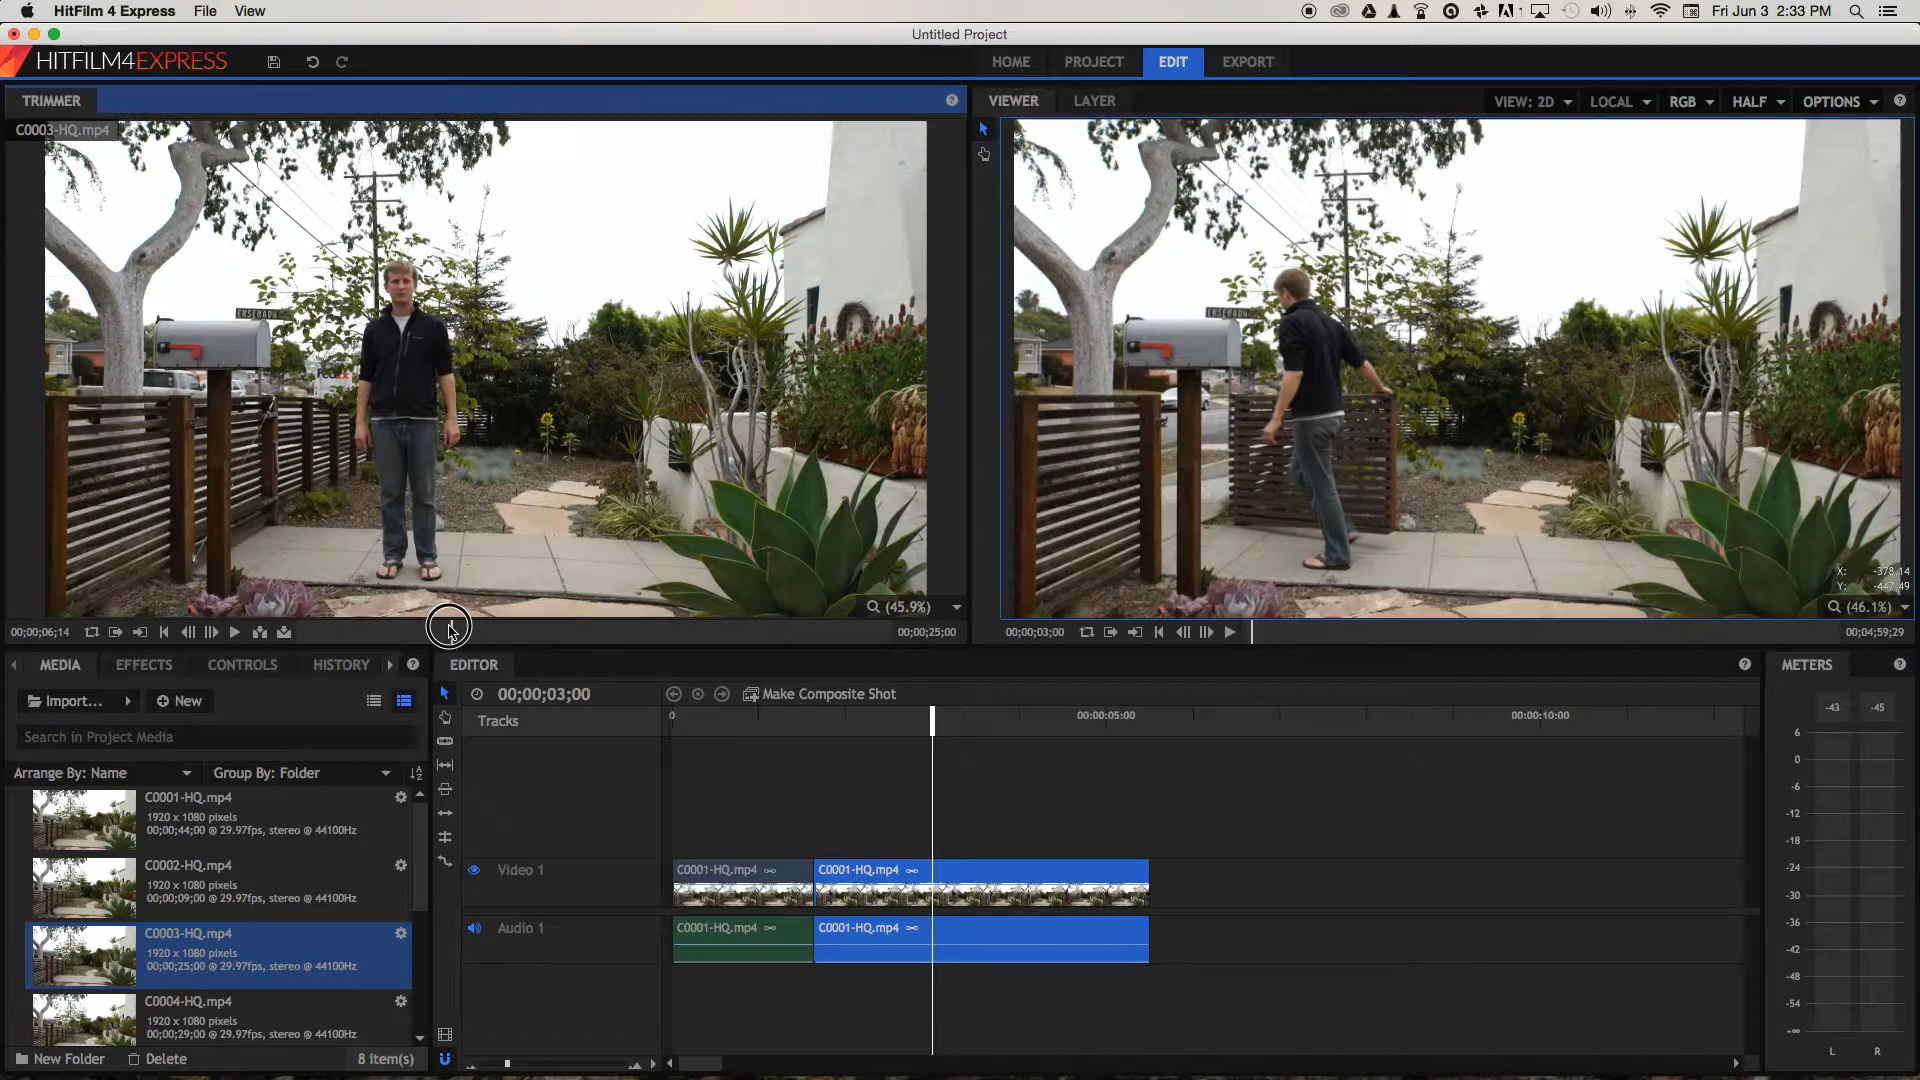 HitFilm 4 Express File View
Fri Jun 3 2:33 PM
Untitled Project
HITFILM4EXPRESS
HOME PROJECT EDIT EXPORT
TRIMMER
VIEWER LAYER VIEW: 2D LOCAL RGB HALF OPTIONS
C0003-HQ.mp4
ENSENADA
X: -378.14
Y: -447.49
(45.9%)
(46.1%)
00;00;06;14
00;00;25;00
00;00;03;00
00;04;59;29
MEDIA EFFECTS CONTROLS HISTORY
EDITOR
METERS
Import... New
00;00;03;00
Make Composite Shot
-43 -45
Search in Project Media
Tracks
0 00:00:05:00 00:00:10:00
Arrange By: Name Group By: Folder
C0001-HQ.mp4
1920 x 1080 pixels
00;00;44;00 @ 29.97fps, stereo @ 44100Hz
C0002-HQ.mp4
1920 x 1080 pixels
00;00;09;00 @ 29.97fps, stereo @ 44100Hz
C0003-HQ.mp4
1920 x 1080 pixels
00;00;25;00 @ 29.97fps, stereo @ 44100Hz
C0004-HQ.mp4
1920 x 1080 pixels
00;00;29;00 @ 29.97fps, stereo @ 44100Hz
New Folder Delete 8 item(s)
Video 1
C0001-HQ.mp4 C0001-HQ.mp4
Audio 1
C0001-HQ.mp4 C0001-HQ.mp4
6
0
-6
-12
-18
-24
-30
-36
-42
-48
-54
-∞
L R